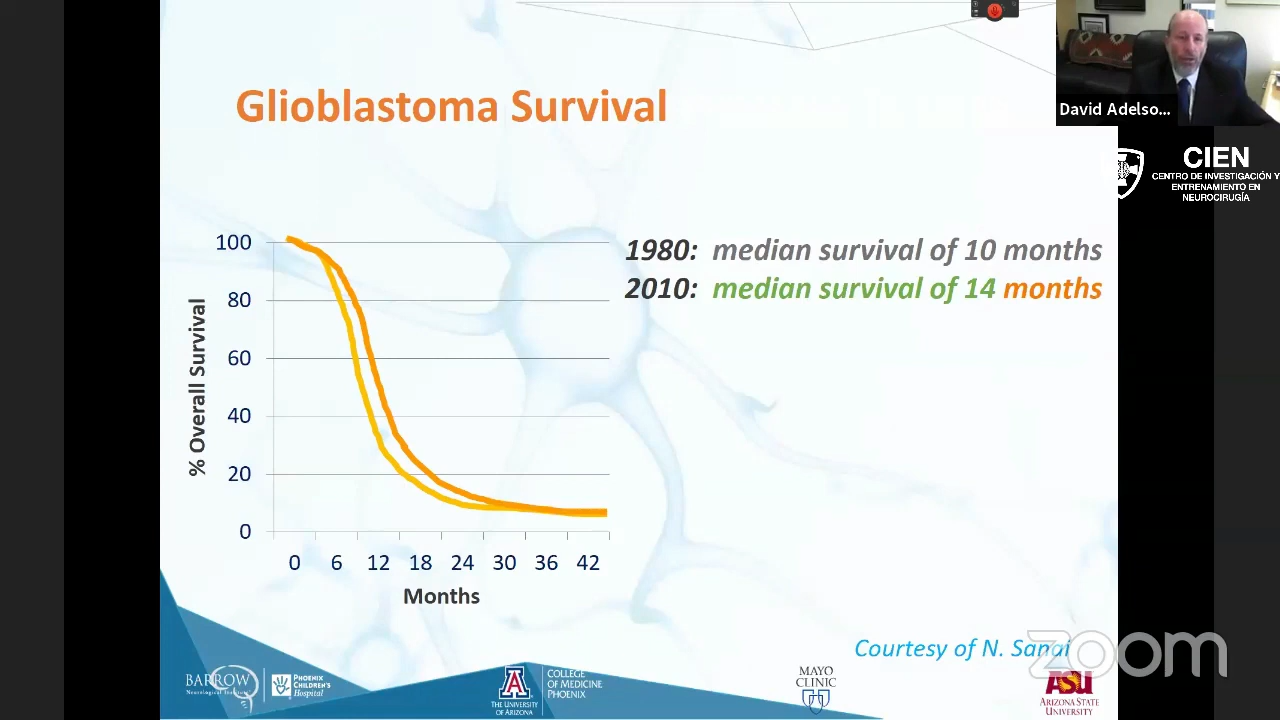 Glioblastoma Survival
David Adelso...
CIEN
CENTRO DE INVESTIGACIÓN Y
ENTRENAMIENTO EN
NEUROCIRUGÍA
1980: median survival of 10 months
2010: median survival of 14 months
% Overall Survival
100
80
60
40
20
0
0 6 12 18 24 30 36 42
Months
Courtesy of N. Sanai
zoom
BARROW
Neurological Institute
PHOENIX
CHILDREN'S
Hospital
A
THE UNIVERSITY
OF ARIZONA
COLLEGE
OF MEDICINE
PHOENIX
MAYO
CLINIC
ASU
ARIZONA STATE
UNIVERSITY